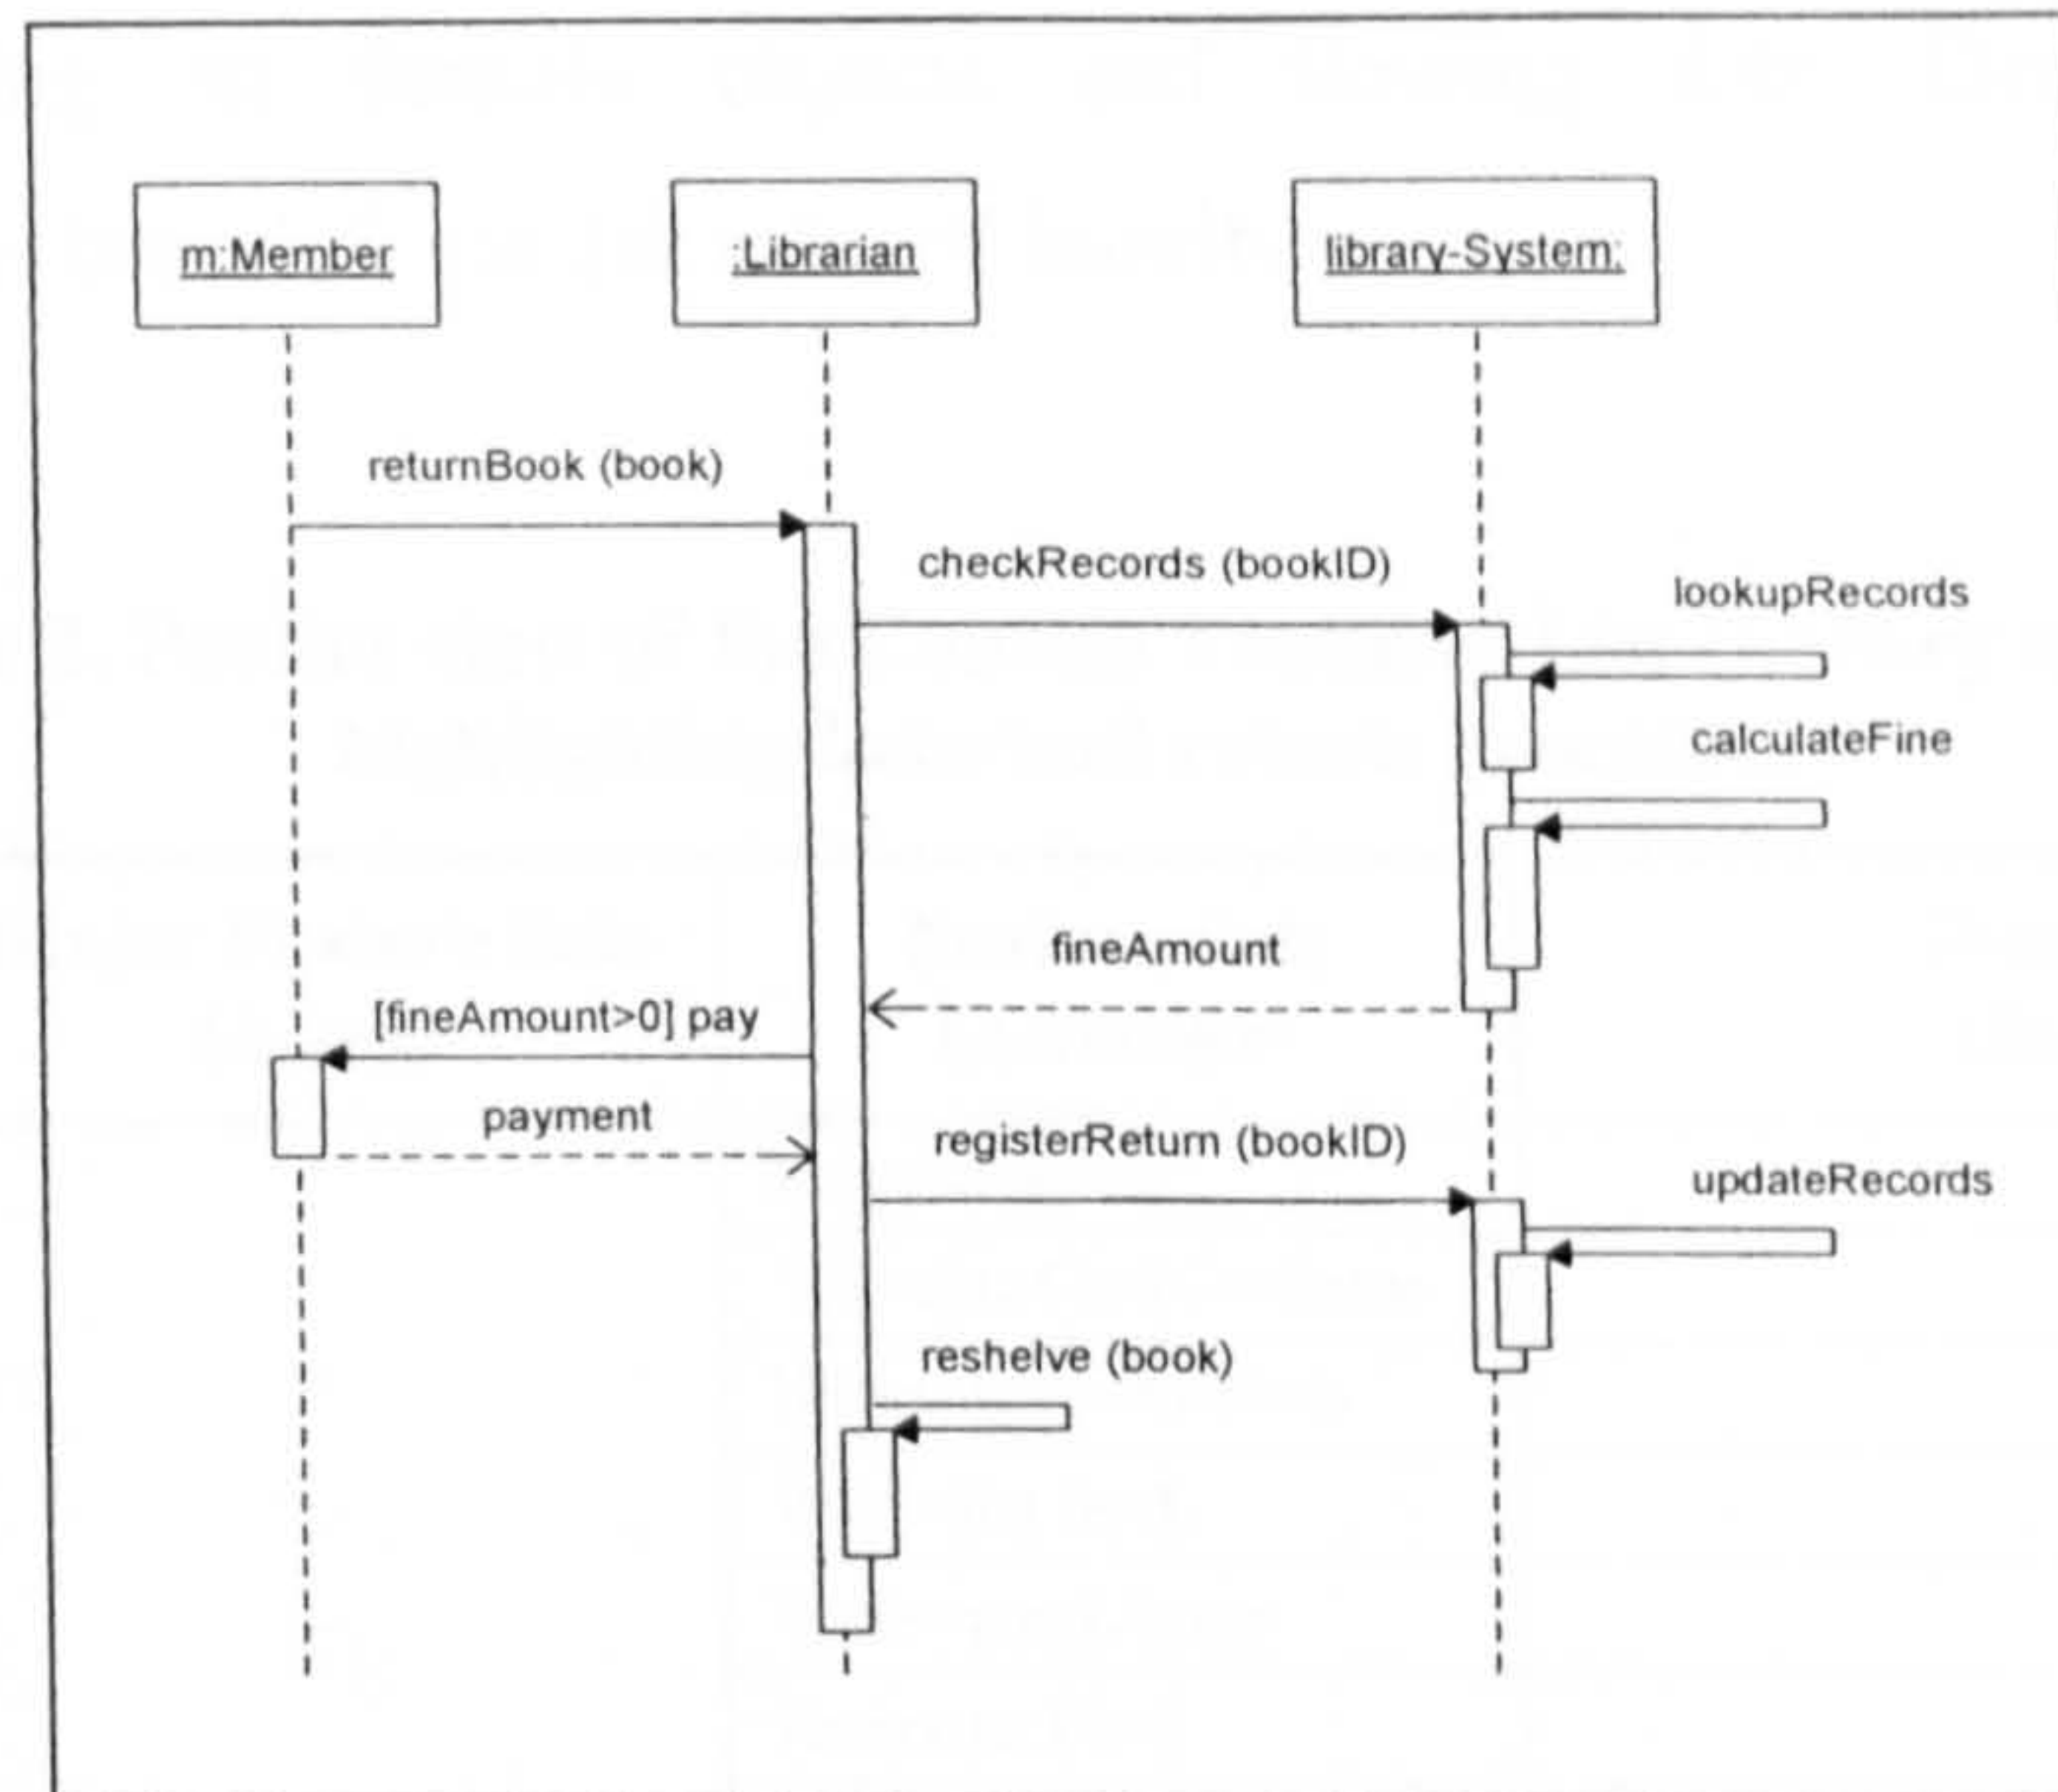 m:Member
:Librarian
library-System:
returnBook (book)
checkRecords (bookID)
lookupRecords
calculateFine
fineAmount
[fineAmount>0] pay
payment
registerReturn (bookID)
updateRecords
reshelve (book)